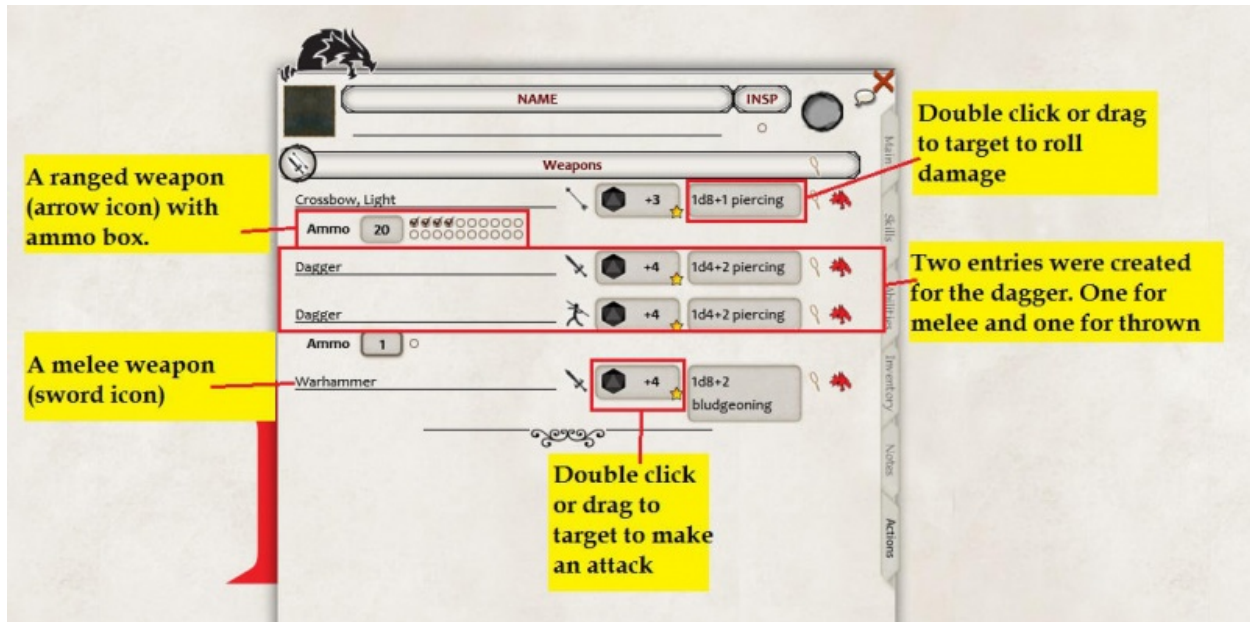 NAME
INSP
Weapons
Crossbow, Light
+3
1d8+1 piercing
Ammo 20
Dagger
+4
1d4+2 piercing
Dagger
+4
1d4+2 piercing
Ammo 1
Warhammer
+4
1d8+2
bludgeoning
Main
Skills
Abilities
Inventory
Notes
Actions
A ranged weapon
(arrow icon) with
ammo box.
A melee weapon
(sword icon)
Double click or drag
to target to roll
damage
Two entries were created
for the dagger. One for
melee and one for thrown
Double click
or drag to
target to make
an attack